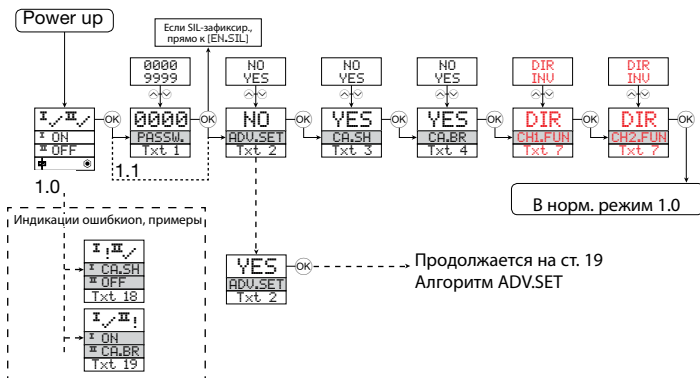 Power up
Если SIL-зафиксир.,
прямо к [EN.SIL]
0000
9999
NO
YES
NO
YES
NO
YES
DIR
INV
DIR
INV
I✓II✓
I ON
II OFF
OK
0000
PASSW.
Txt 1
OK
NO
ADV.SET
Txt 2
OK
YES
CA.SH
Txt 3
OK
YES
CA.BR
Txt 4
OK
DIR
CH1.FUN
Txt 7
OK
DIR
CH2.FUN
Txt 7
OK
1.0
1.1
В норм. режим 1.0
Индикации ошибкиon, примеры
I!II✓
I CA.SH
II OFF
Txt 18
I✓II!
I ON
II CA.BR
Txt 19
YES
ADV.SET
Txt 2
OK
Продолжается на ст. 19
Алгоритм ADV.SET